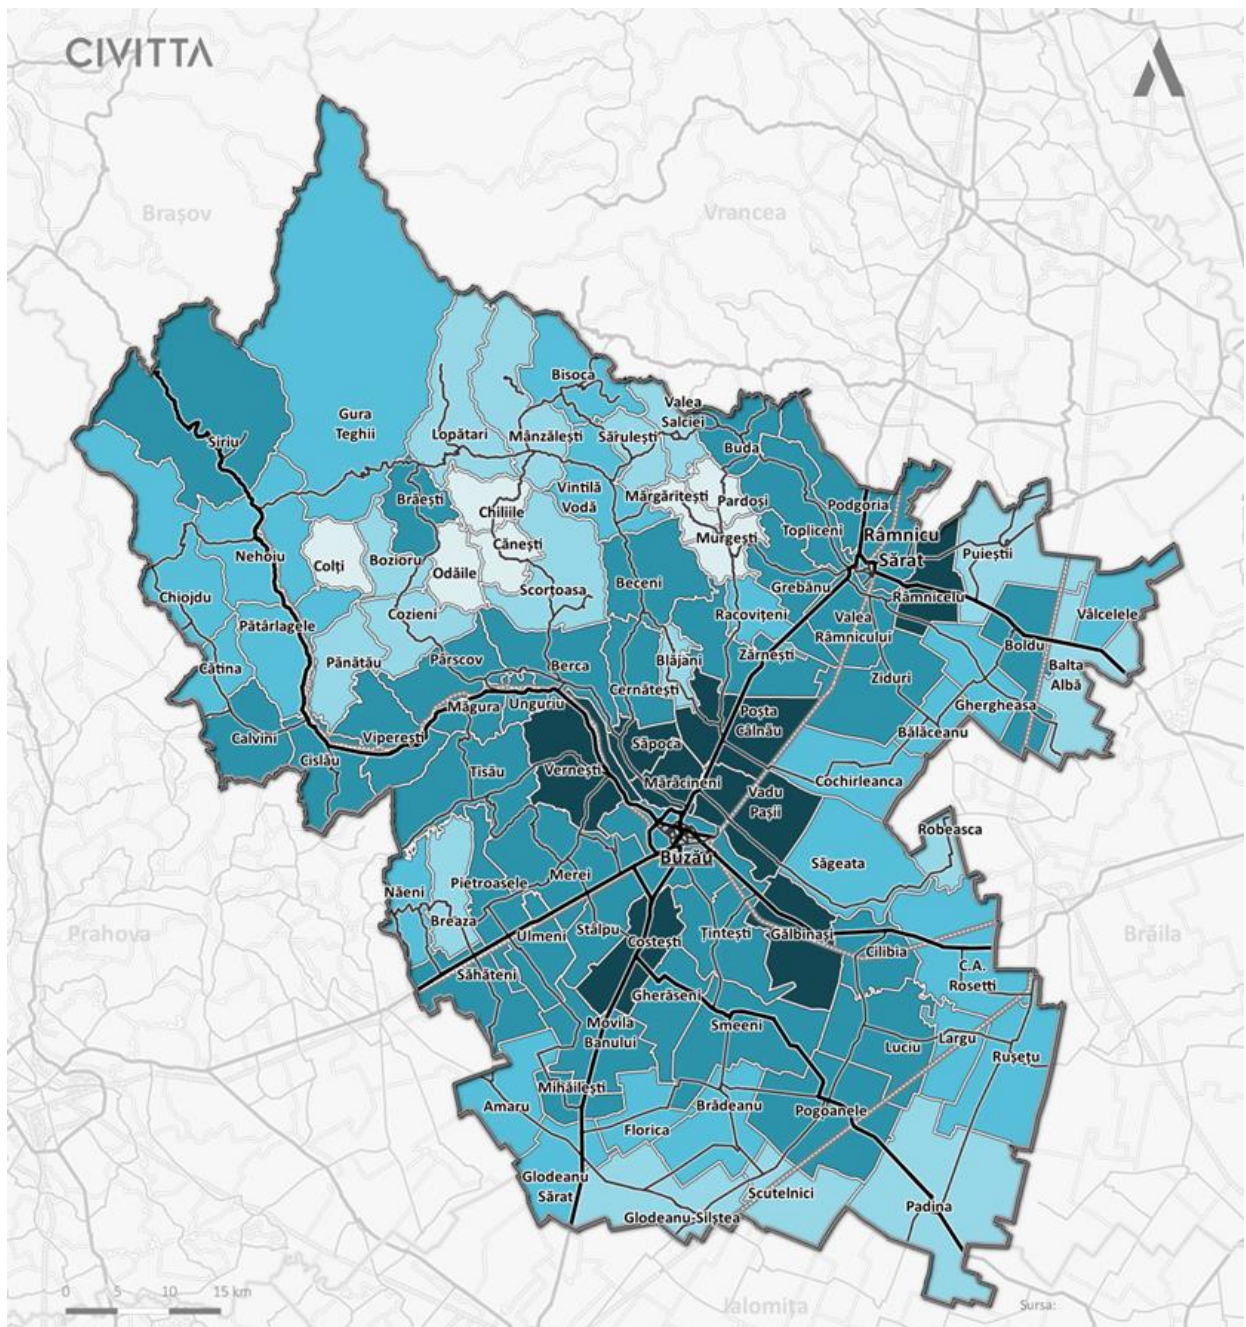 CIVITTA
Brașov
Vrancea
Bisoca
Valea
Salciei
Gura
Teghii
Lopătari
Mânzălești
Sărulești
Buda
Siriu
Brăești
Vintilă
Vodă
Mărgăritești
Pardoși
Podgoria
Chiliile
Topliceni
Râmnicu
Sărat
Murgești
Puieștii
Nehoiu
Colți
Bozioru
Cănești
Odăile
Beceni
Grebănu
Râmnicelu
Chiojdu
Scorțoasa
Cozieni
Racovițeni
Valea
Râmnicului
Vâlcelele
Pătârlagele
Boldu
Cătina
Pănătău
Pârscov
Berca
Blăjani
Zărnești
Balta
Albă
Ziduri
Cernătești
Măgura
Unguriu
Ghergheasa
Poșta
Câlnău
Calvini
Viperești
Bălăceanu
Cislău
Săpoca
Tisău
Vernești
Mărăcineni
Cochirleanca
Vadu
Pașii
Robeasca
Buzău
Săgeata
Merei
Pietroasele
Năeni
Breaza
Prahova
Ulmeni
Stâlpu
Costești
Țintești
Gălbinași
Brăila
Cilibia
Săhăteni
C.A.
Rosetti
Gherăseni
Movila
Banului
Smeeni
Luciu
Largu
Rușețu
Mihăilești
Amaru
Brădeanu
Pogoanele
Florica
Glodeanu
Sărat
Scutelnici
Padina
Glodeanu-Siliștea
0 5 10 15 km
Ialomița
Sursa: